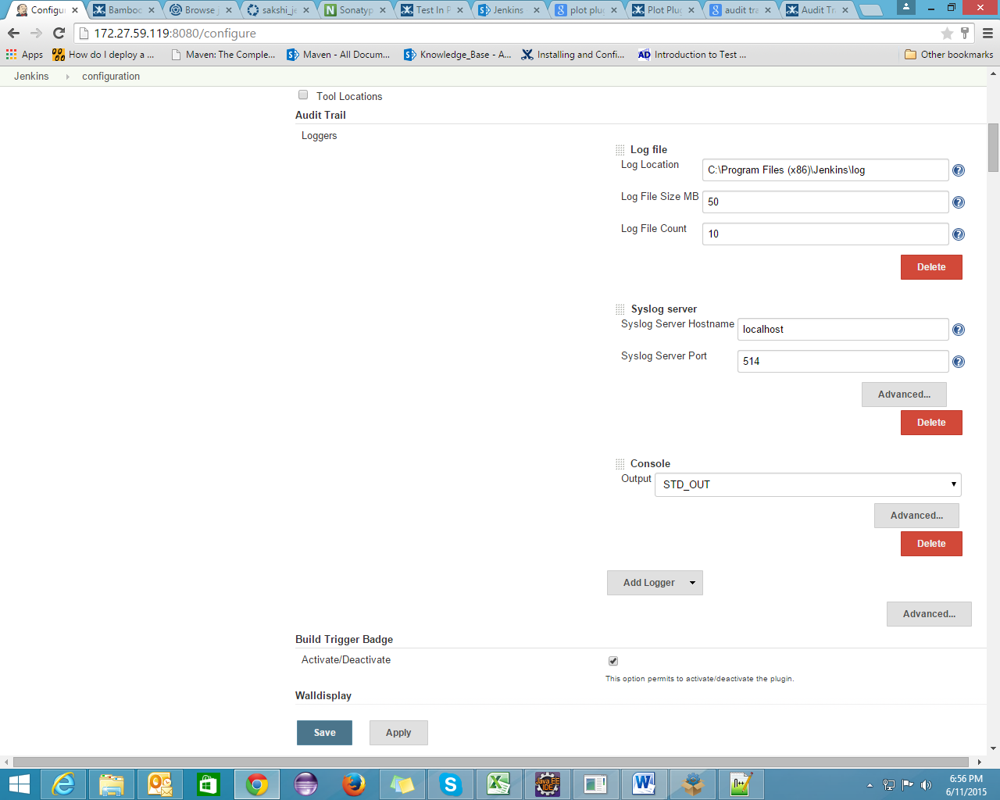 Configur
Bamboo
Browse J
sakshi_je
Sonatyp
Test In P
Jenkins
plot plug
Plot Plug
audit tra
Audit Tr
172.27.59.119:8080/configure
Apps
How do I deploy a ...
Maven: The Comple...
Maven - All Docum...
Knowledge_Base - A...
Installing and Confi...
AD Introduction to Test ...
Other bookmarks
Jenkins
configuration
Tool Locations
Audit Trail
Loggers
Log file
Log Location
C:\Program Files (x86)\Jenkins\log
Log File Size MB
50
Log File Count
10
Delete
Syslog server
Syslog Server Hostname
localhost
Syslog Server Port
514
Advanced...
Delete
Console
Output
STD_OUT
Advanced...
Delete
Add Logger
Advanced...
Build Trigger Badge
Activate/Deactivate
This option permits to activate/deactivate the plugin.
Walldisplay
Save
Apply
Java EE
IDE
6:56 PM
6/11/2015